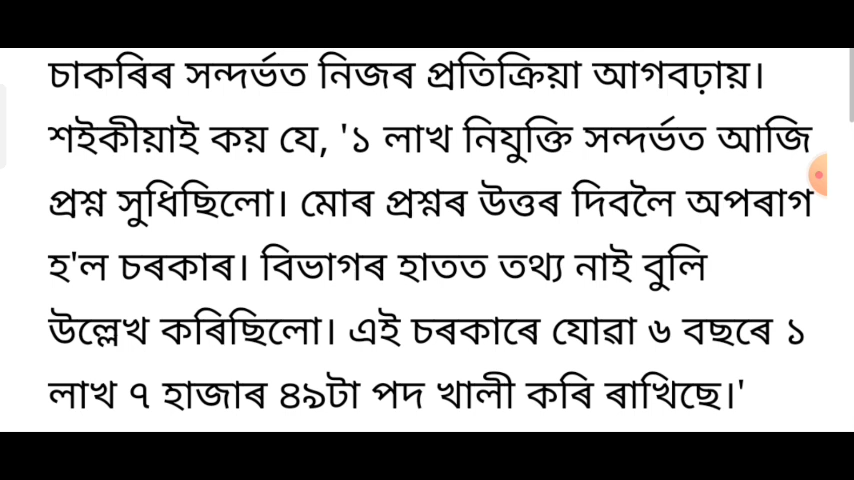 চাকৰিৰ সন্দৰ্ভত নিজৰ প্ৰতিক্ৰিয়া আগবঢ়ায়।
শইকীয়াই কয় যে, '১ লাখ নিযুক্তি সন্দৰ্ভত আজি
প্ৰশ্ন সুধিছিলো। মোৰ প্ৰশ্নৰ উত্তৰ দিবলৈ অপৰাগ
হ'ল চৰকাৰ। বিভাগৰ হাতত তথ্য নাই বুলি
উল্লেখ কৰিছিলো। এই চৰকাৰে যোৱা ৬ বছৰে ১
লাখ ৭ হাজাৰ ৪৯টা পদ খালী কৰি ৰাখিছে।'